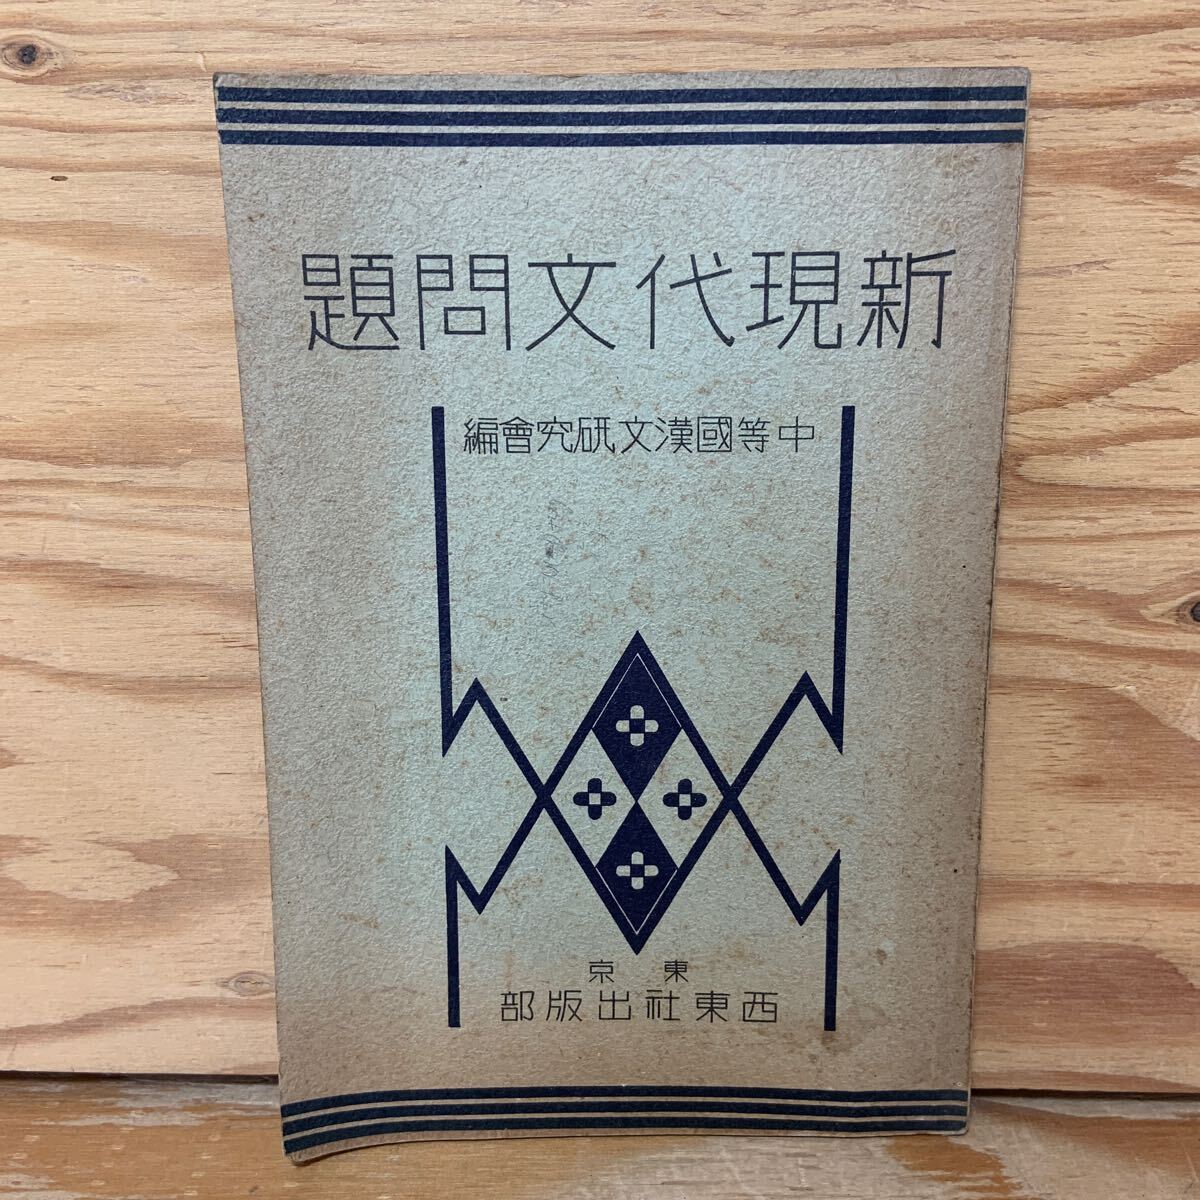 新現代文問題
中等國漢文硏究會編
東京
西東社出版部